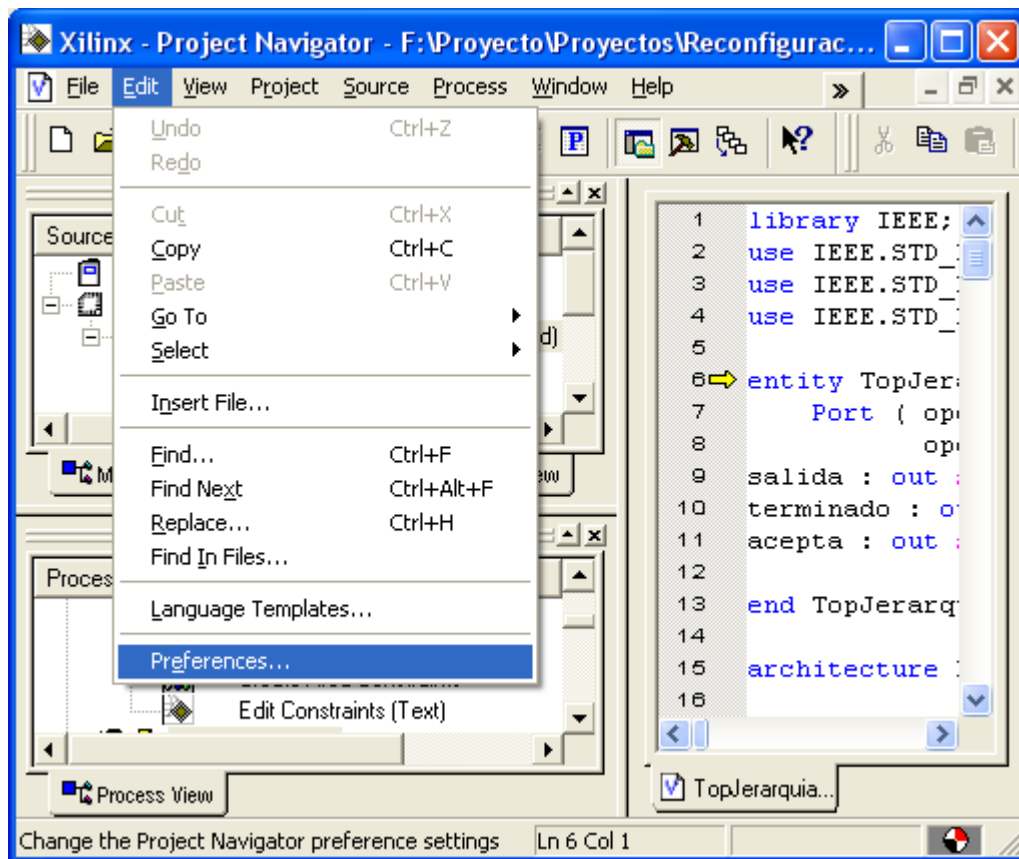 Xilinx - Project Navigator - F:\Proyecto\Proyectos\Reconfigurac...
File Edit View Project Source Process Window Help »
Undo Ctrl+Z
Redo
Cut Ctrl+X
Copy Ctrl+C
Paste Ctrl+V
Go To
Select
Insert File...
Find... Ctrl+F
Find Next Ctrl+Alt+F
Replace... Ctrl+H
Find In Files...
Language Templates...
Preferences...
Source
d)
M
ew
Proces
Edit Constraints (Text)
Process View
1 library IEEE;
2 use IEEE.STD_
3 use IEEE.STD_
4 use IEEE.STD_
5
6 entity TopJera
7 Port ( op
8 op
9 salida : out
10 terminado : o
11 acepta : out
12
13 end TopJerarq
14
15 architecture
16
TopJerarquia...
Change the Project Navigator preference settings Ln 6 Col 1